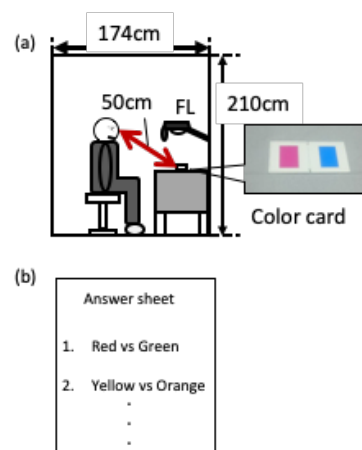 (a)
174cm
50cm
FL
210cm
Color card
(b)
Answer sheet
1. Red vs Green
2. Yellow vs Orange